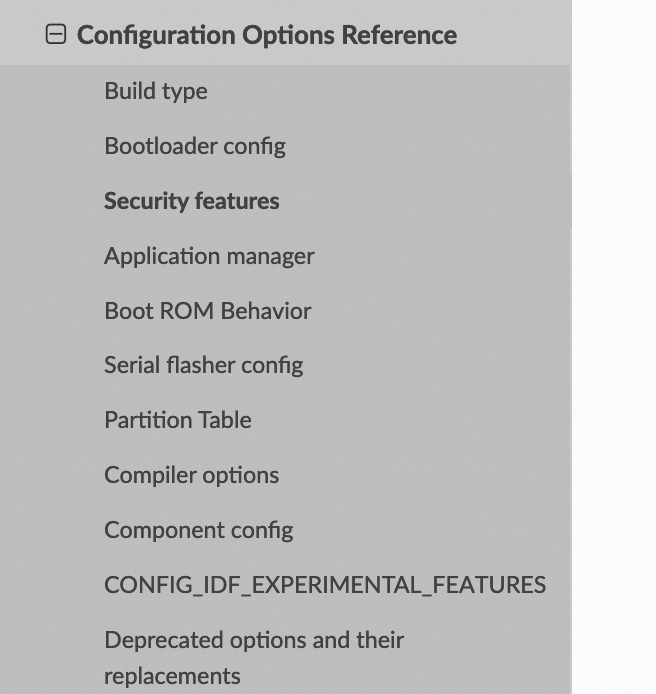 Configuration Options Reference
Build type
Bootloader config
Security features
Application manager
Boot ROM Behavior
Serial flasher config
Partition Table
Compiler options
Component config
CONFIG_IDF_EXPERIMENTAL_FEATURES
Deprecated options and their
replacements